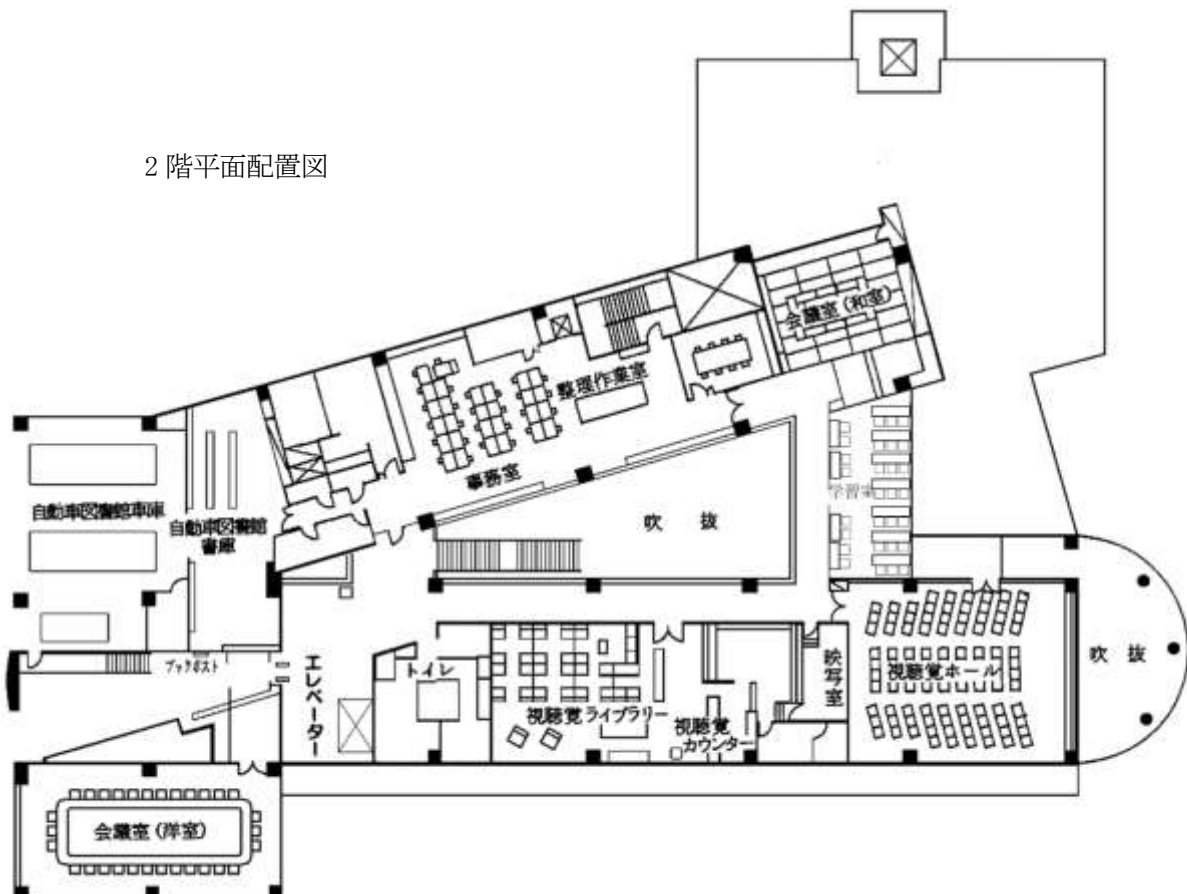 2階平面配置図
会議室(和室)
整理作業室
事務室
学習室
自動車図書館車庫
自動車図書館
書庫
吹 抜
ブックポスト
エレベーター
トイレ
視聴覚ライブラリー
視聴覚
カウンター
映写室
視聴覚ホール
吹 抜
会議室(洋室)